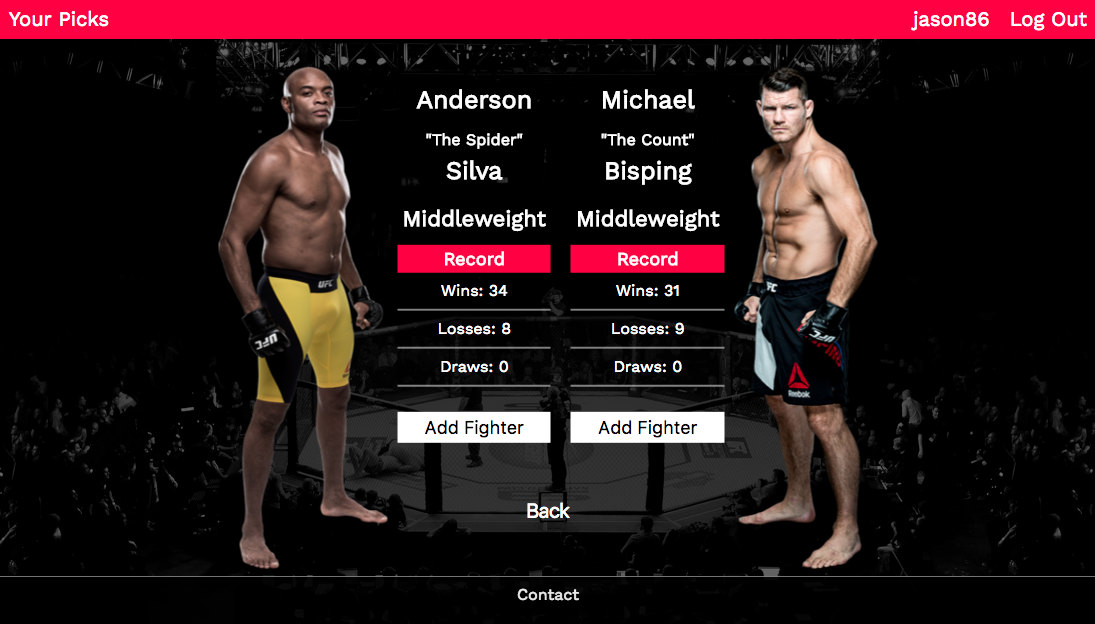 Your Picks
jason86 Log Out
Anderson
"The Spider"
Silva
Middleweight
Record
Wins: 34
Losses: 8
Draws: 0
Add Fighter
Michael
"The Count"
Bisping
Middleweight
Record
Wins: 31
Losses: 9
Draws: 0
Add Fighter
UFC
UFC
UFC
Reebok
Back
Contact